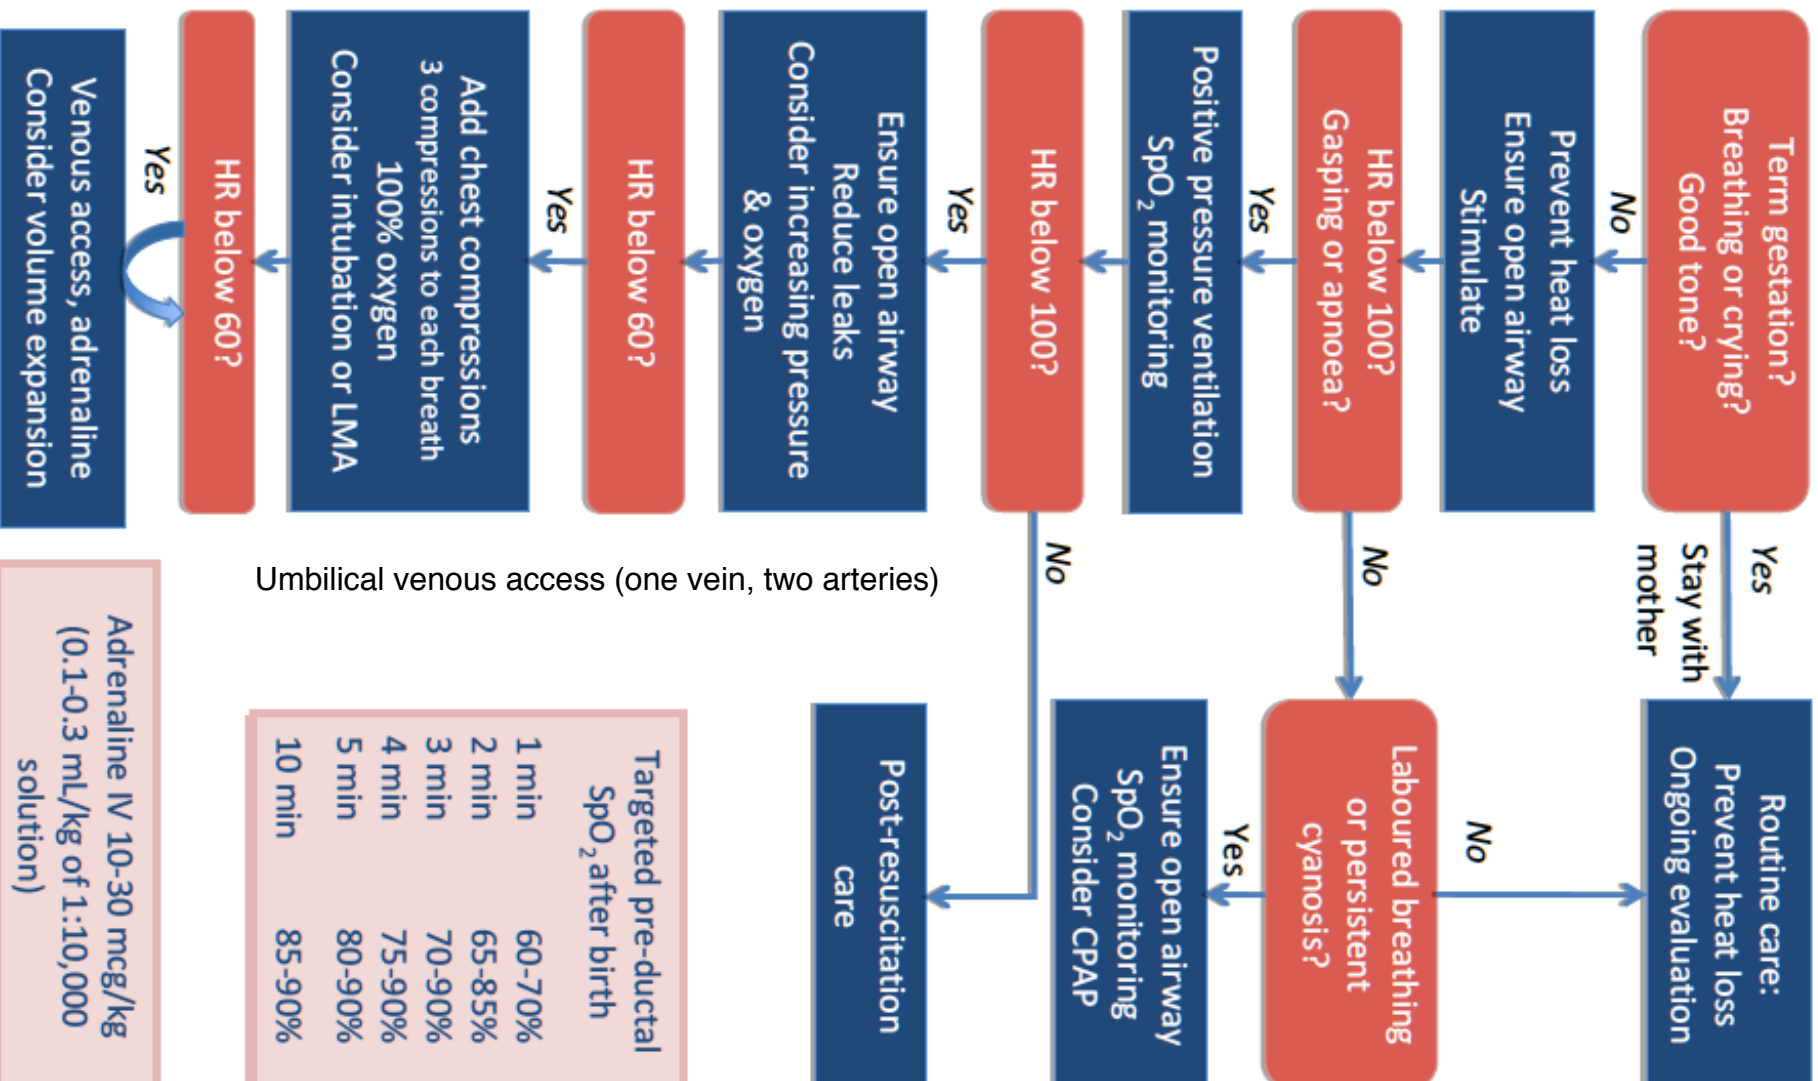 Term gestation?
Breathing or crying?
Good tone?
Yes
Stay with
mother
Routine care:
Prevent heat loss
Ongoing evaluation
No
Prevent heat loss
Ensure open airway
Stimulate
No
HR below 100?
Gasping or apnoea?
No
Laboured breathing
or persistent
cyanosis?
Yes
Yes
Positive pressure ventilation
SpO2 monitoring
Ensure open airway
SpO2 monitoring
Consider CPAP
HR below 100?
No
Post-resuscitation
care
Yes
Ensure open airway
Reduce leaks
Consider increasing pressure
& oxygen
HR below 60?
Yes
Add chest compressions
3 compressions to each breath
100% oxygen
Consider intubation or LMA
HR below 60?
Yes
Venous access, adrenaline
Consider volume expansion
Umbilical venous access (one vein, two arteries)
Targeted pre-ductal
SpO2 after birth
1 min 60-70%
2 min 65-85%
3 min 70-90%
4 min 75-90%
5 min 80-90%
10 min 85-90%
Adrenaline IV 10-30 mcg/kg
(0.1-0.3 mL/kg of 1:10,000
solution)